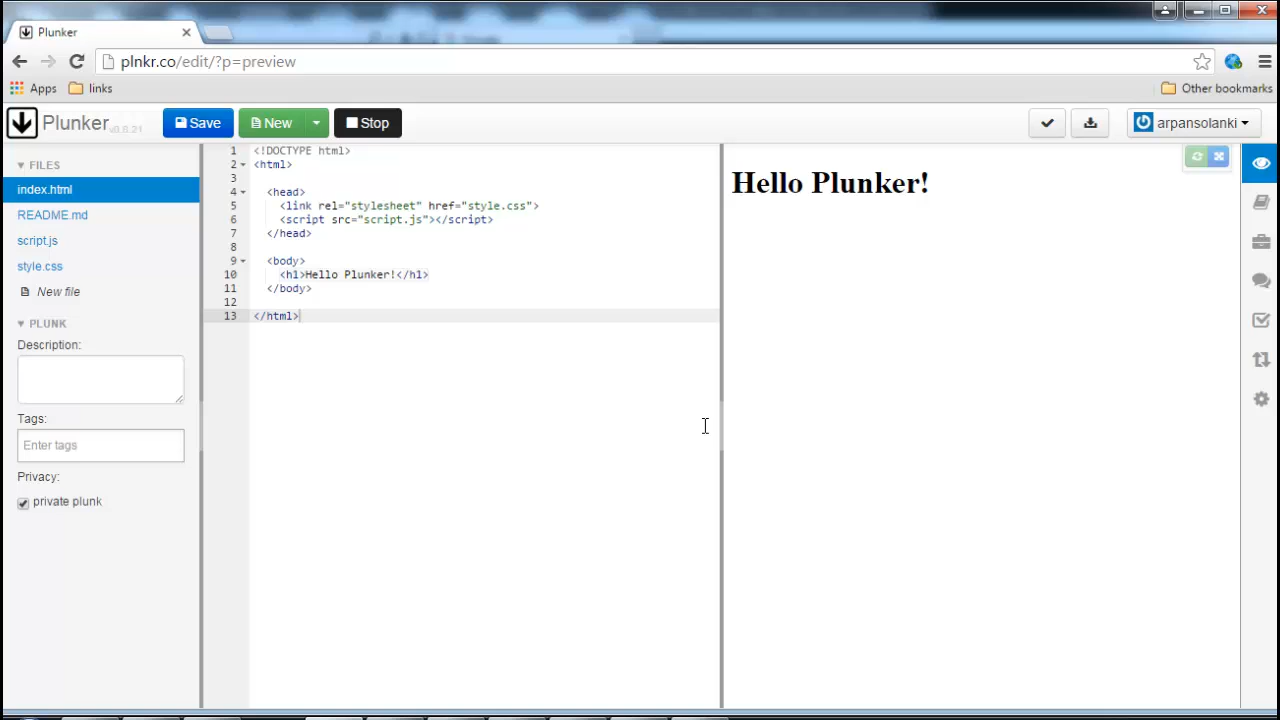 Plunker
plnkr.co/edit/?p=preview
Apps links Other bookmarks
Plunker v0.8.21 Save New Stop arpansolanki
FILES
index.html
README.md
script.js
style.css
New file
PLUNK
Description:
Tags:
Enter tags
Privacy:
private plunk
1 <!DOCTYPE html>
2 <html>
3
4 <head>
5 <link rel="stylesheet" href="style.css">
6 <script src="script.js"></script>
7 </head>
8
9 <body>
10 <h1>Hello Plunker!</h1>
11 </body>
12
13 </html>
Hello Plunker!